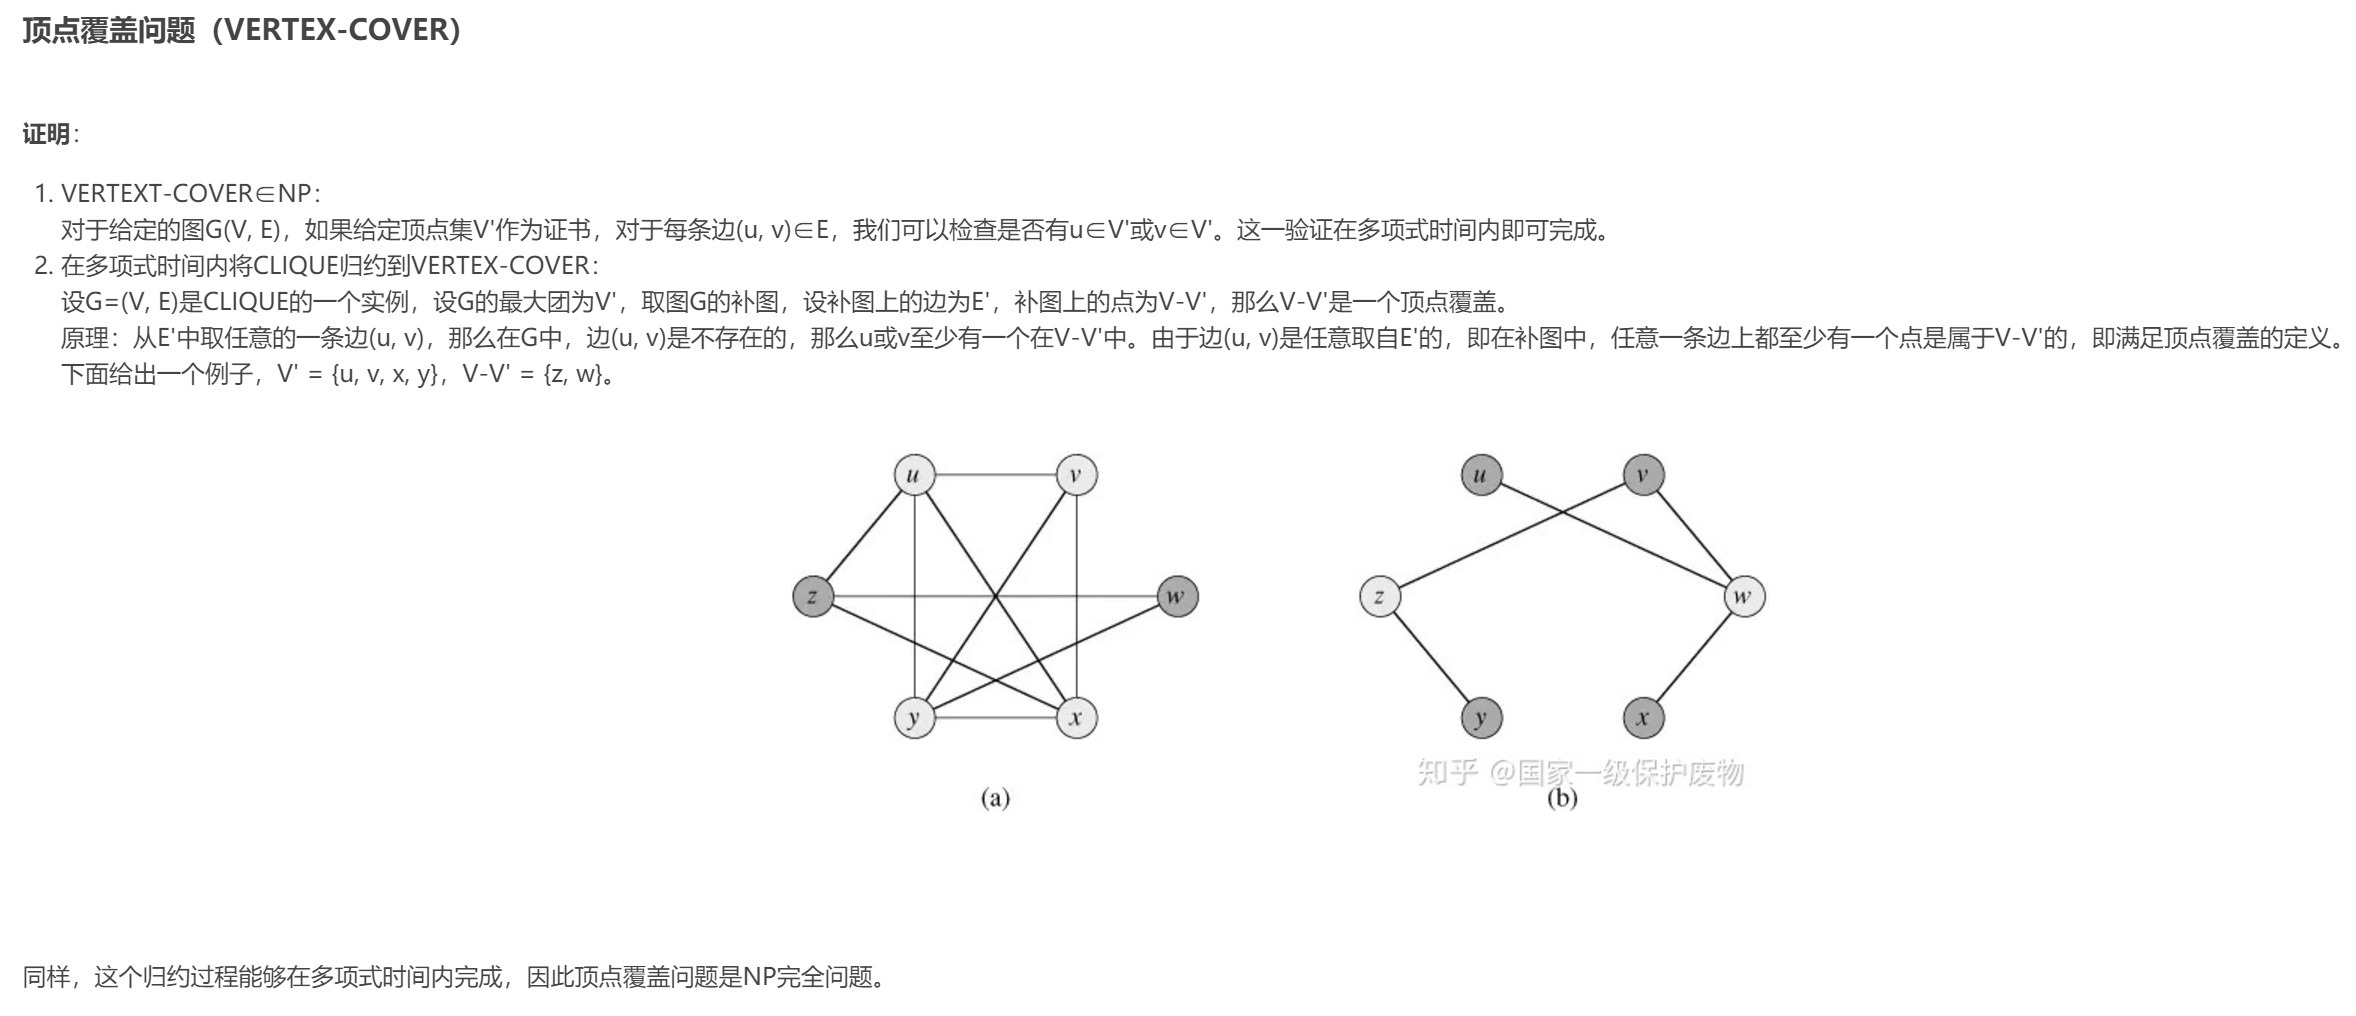 顶点覆盖问题（VERTEX-COVER）
证明：
1. VERTEXT-COVER∈NP：
对于给定的图G(V, E)，如果给定顶点集V'作为证书，对于每条边(u, v)∈E，我们可以检查是否有u∈V'或v∈V'。这一验证在多项式时间内即可完成。
2. 在多项式时间内将CLIQUE归约到VERTEX-COVER：
设G=(V, E)是CLIQUE的一个实例，设G的最大团为V'，取图G的补图，设补图上的边为E'，补图上的点为V-V'，那么V-V'是一个顶点覆盖。
原理：从E'中取任意的一条边(u, v)，那么在G中，边(u, v)是不存在的，那么u或v至少有一个在V-V'中。由于边(u, v)是任意取自E'的，即在补图中，任意一条边上都至少有一个点是属于V-V'的，即满足顶点覆盖的定义。
下面给出一个例子，V' = {u, v, x, y}，V-V' = {z, w}。
u v
z w
y x
(a)
u v
z w
y x
知乎 @国家一级保护废物
(b)
同样，这个归约过程能够在多项式时间内完成，因此顶点覆盖问题是NP完全问题。